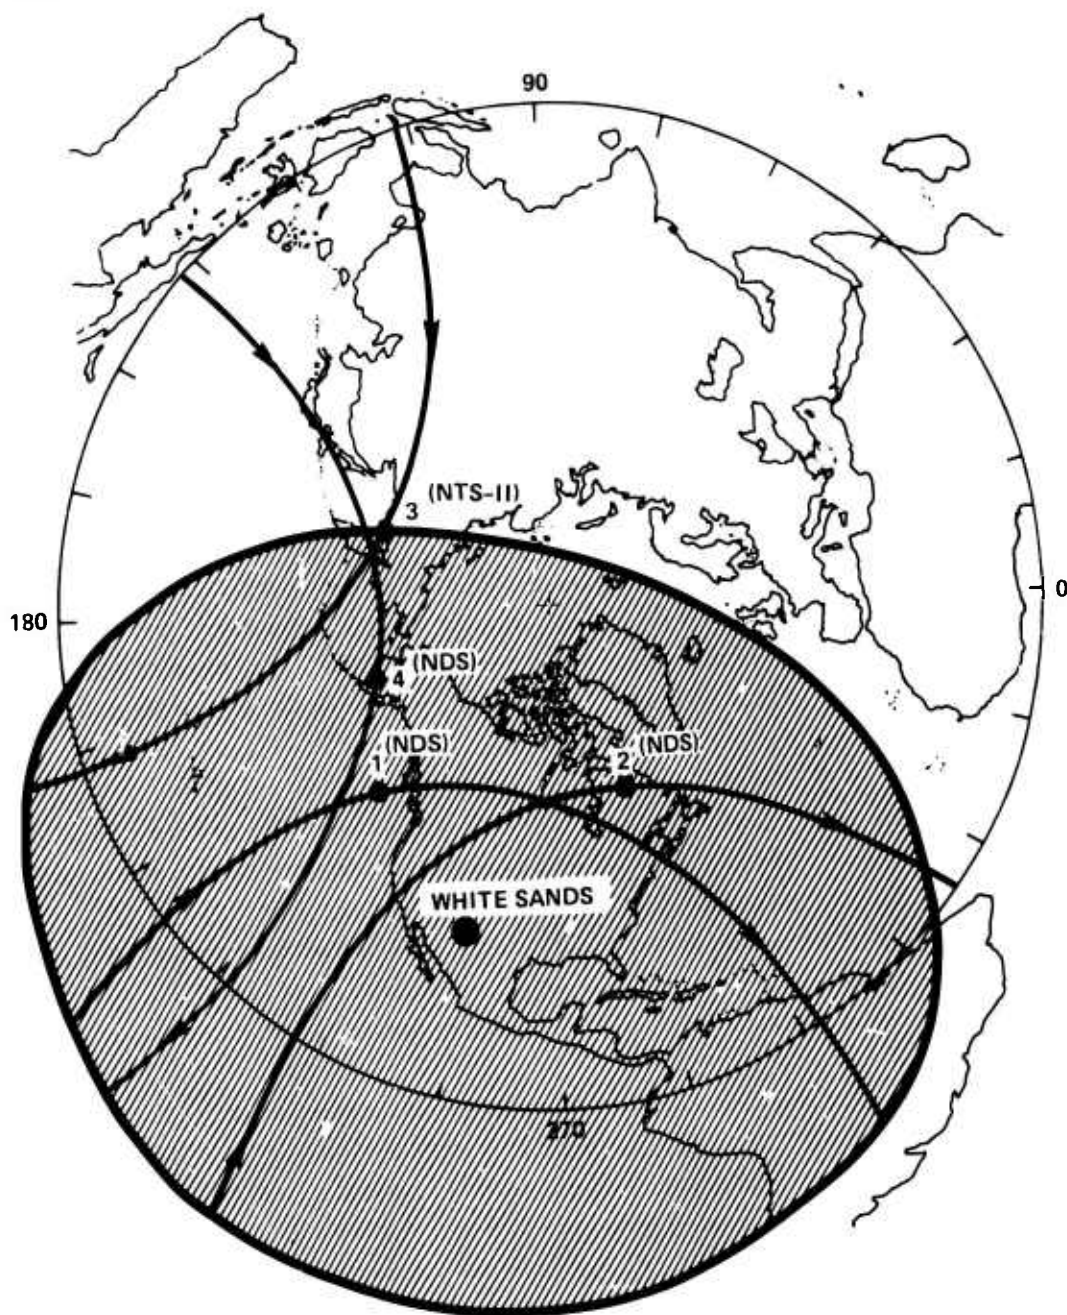 90
3 (NTS-II)
0
180
4 (NDS)
1 (NDS)
2 (NDS)
WHITE SANDS
270